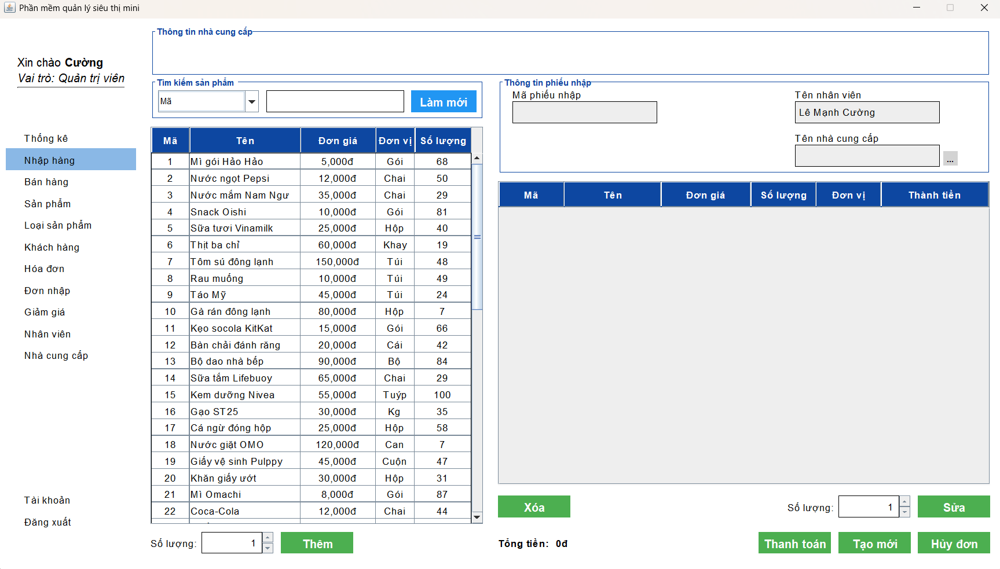 Phần mềm quản lý siêu thị mini
Xin chào Cường
Vai trò: Quản trị viên
Thống kê
Nhập hàng
Bán hàng
Sản phẩm
Loại sản phẩm
Khách hàng
Hóa đơn
Đơn nhập
Giảm giá
Nhân viên
Nhà cung cấp
Tài khoản
Đăng xuất
Thông tin nhà cung cấp
Tìm kiếm sản phẩm
Mã
Làm mới
Mã Tên Đơn giá Đơn vị Số lượng
1 Mì gói Hảo Hảo 5,000đ Gói 68
2 Nước ngọt Pepsi 12,000đ Chai 50
3 Nước mắm Nam Ngư 35,000đ Chai 29
4 Snack Oishi 10,000đ Gói 81
5 Sữa tươi Vinamilk 25,000đ Hộp 40
6 Thịt ba chỉ 60,000đ Khay 19
7 Tôm sú đông lạnh 150,000đ Túi 48
8 Rau muống 10,000đ Túi 49
9 Táo Mỹ 45,000đ Túi 24
10 Gà rán đông lạnh 80,000đ Hộp 7
11 Kẹo socola KitKat 15,000đ Gói 66
12 Bàn chải đánh răng 20,000đ Cái 42
13 Bộ dao nhà bếp 90,000đ Bộ 84
14 Sữa tắm Lifebuoy 65,000đ Chai 29
15 Kem dưỡng Nivea 55,000đ Tuýp 100
16 Gạo ST25 30,000đ Kg 35
17 Cá ngừ đóng hộp 25,000đ Hộp 58
18 Nước giặt OMO 120,000đ Can 7
19 Giấy vệ sinh Pulppy 45,000đ Cuộn 47
20 Khăn giấy ướt 30,000đ Hộp 31
21 Mì Omachi 8,000đ Gói 87
22 Coca-Cola 12,000đ Chai 44
Số lượng: 1 Thêm
Thông tin phiếu nhập
Mã phiếu nhập
Tên nhân viên
Lê Mạnh Cường
Tên nhà cung cấp
...
Mã Tên Đơn giá Số lượng Đơn vị Thành tiền
Xóa Số lượng: 1 Sửa
Tổng tiền: 0đ Thanh toán Tạo mới Hủy đơn